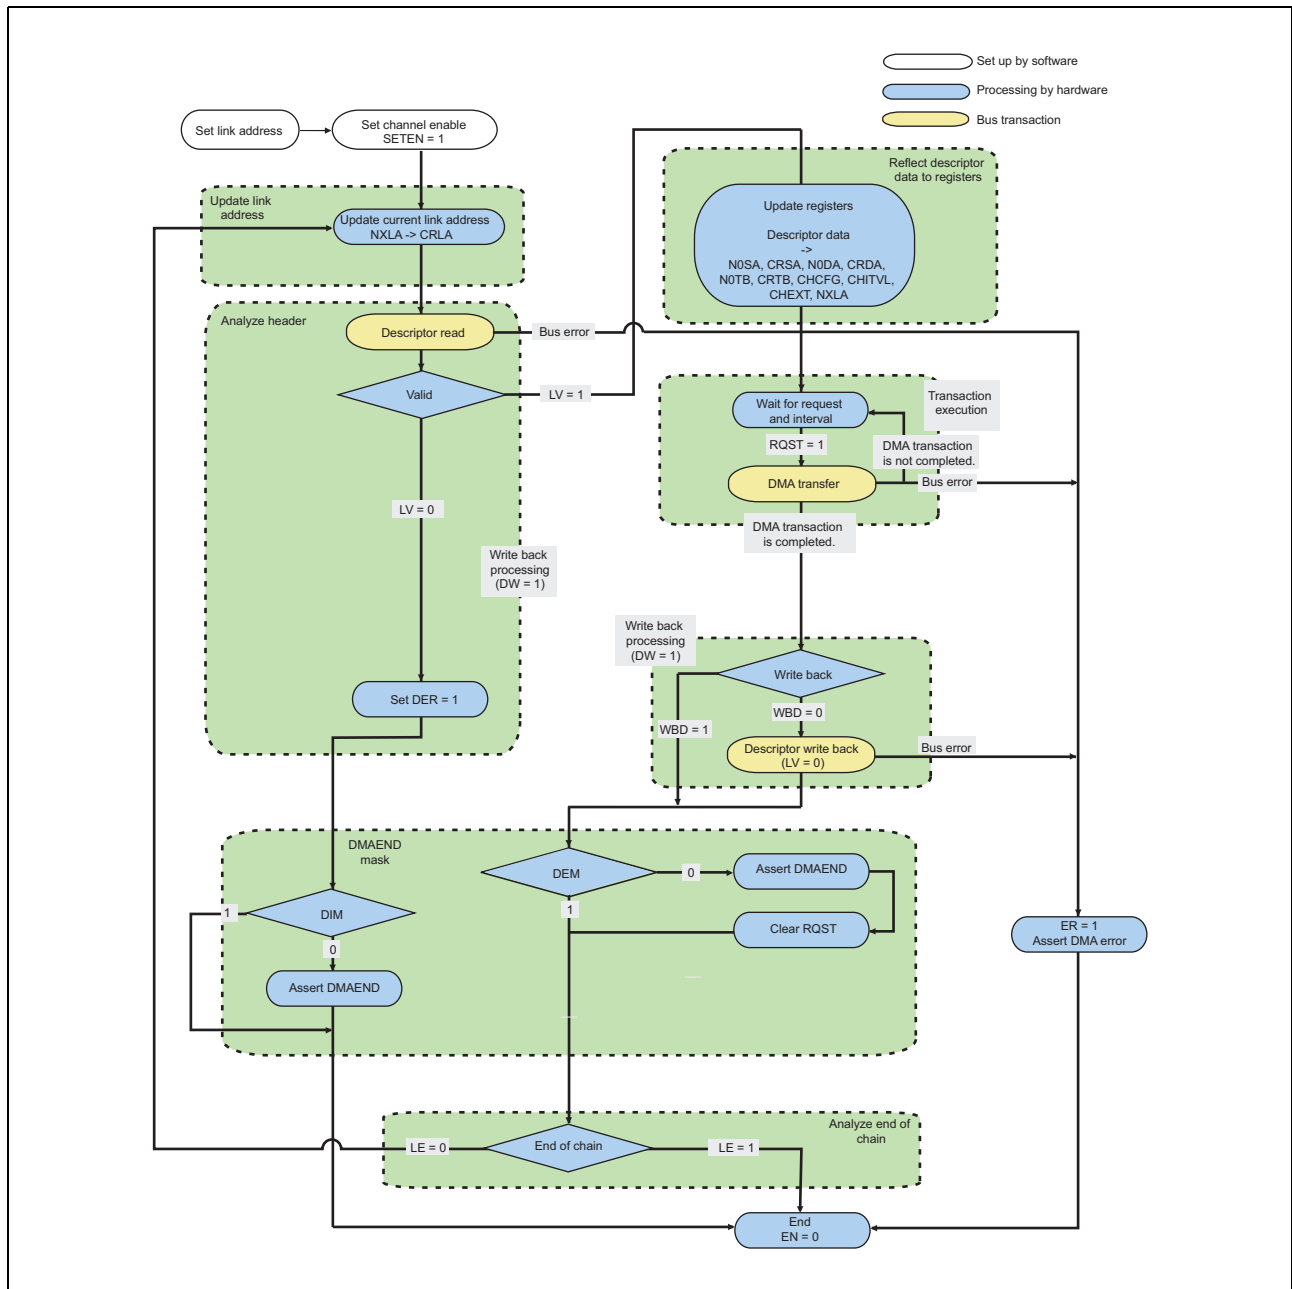 Set up by software
Processing by hardware
Bus transaction
Set link address
Set channel enable
SETEN = 1
Update link
address
Update current link address
NXLA -> CRLA
Reflect descriptor
data to registers
Update registers
Descriptor data
->
N0SA, CRSA, N0DA, CRDA,
N0TB, CRTB, CHCFG, CHITVL,
CHEXT, NXLA
Analyze header
Descriptor read
Bus error
Valid
LV = 1
LV = 0
Write back
processing
(DW = 1)
Set DER = 1
Transaction
execution
Wait for request
and interval
RQST = 1
DMA transaction
is not completed.
DMA transfer
Bus error
DMA transaction
is completed.
Write back
processing
(DW = 1)
Write back
WBD = 0
WBD = 1
Descriptor write back
(LV = 0)
Bus error
DMAEND
mask
DEM
0
Assert DMAEND
1
Clear RQST
DIM
1
0
Assert DMAEND
ER = 1
Assert DMA error
Analyze end of
chain
LE = 0
End of chain
LE = 1
End
EN = 0